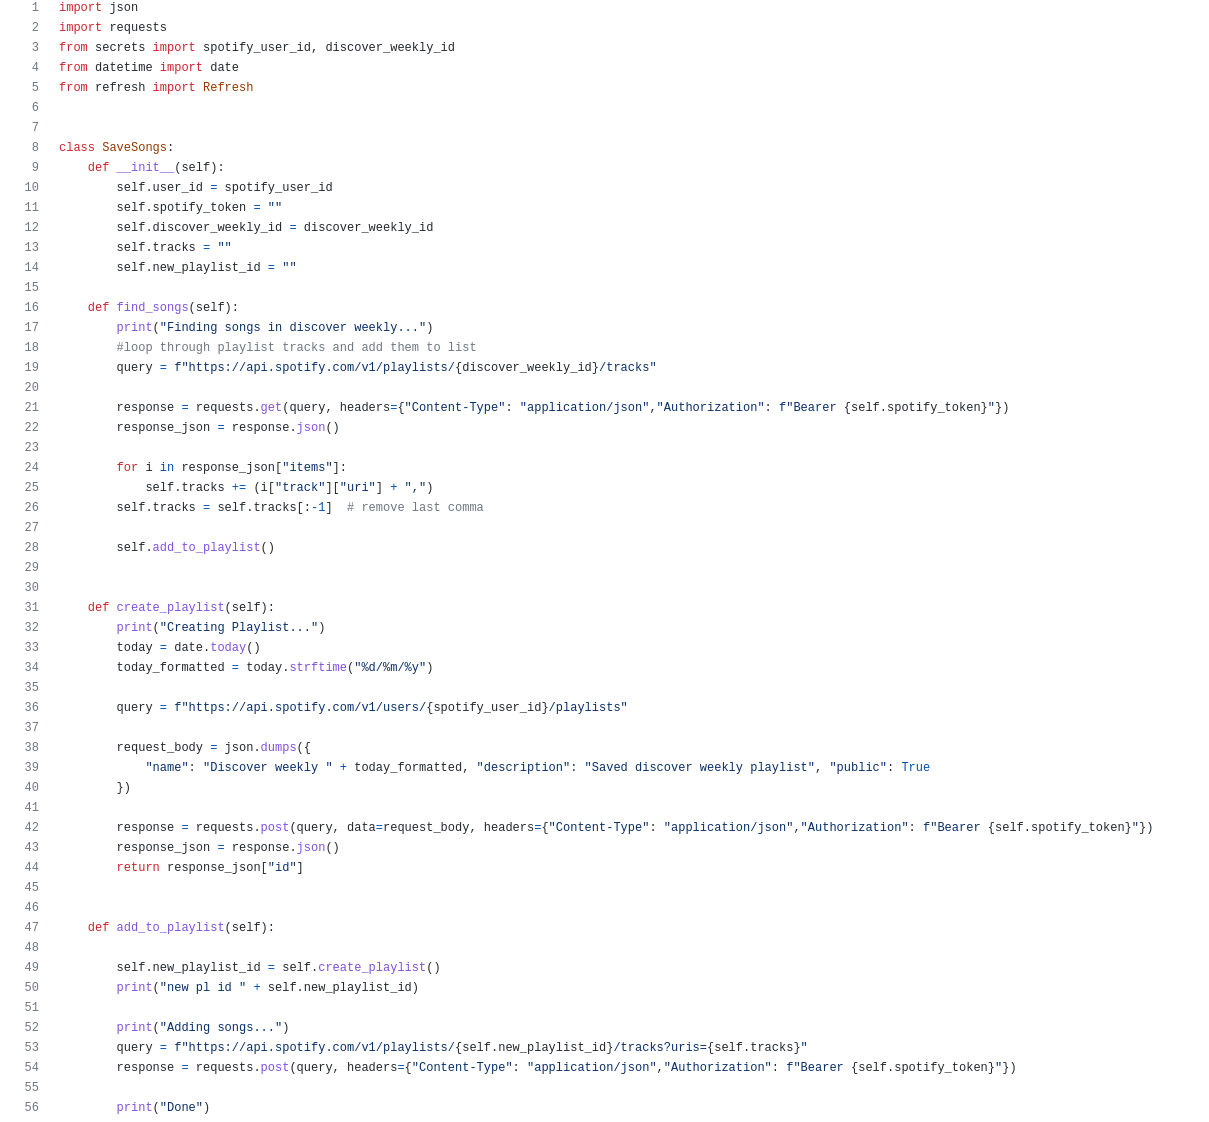 1 import json
2 import requests
3 from secrets import spotify_user_id, discover_weekly_id
4 from datetime import date
5 from refresh import Refresh
6
7
8 class SaveSongs:
9     def __init__(self):
10         self.user_id = spotify_user_id
11         self.spotify_token = ""
12         self.discover_weekly_id = discover_weekly_id
13         self.tracks = ""
14         self.new_playlist_id = ""
15
16     def find_songs(self):
17         print("Finding songs in discover weekly...")
18         #loop through playlist tracks and add them to list
19         query = f"https://api.spotify.com/v1/playlists/{discover_weekly_id}/tracks"
20
21         response = requests.get(query, headers={"Content-Type": "application/json","Authorization": f"Bearer {self.spotify_token}"})
22         response_json = response.json()
23
24         for i in response_json["items"]:
25             self.tracks += (i["track"]["uri"] + ",")
26         self.tracks = self.tracks[:-1]  # remove last comma
27
28         self.add_to_playlist()
29
30
31     def create_playlist(self):
32         print("Creating Playlist...")
33         today = date.today()
34         today_formatted = today.strftime("%d/%m/%y")
35
36         query = f"https://api.spotify.com/v1/users/{spotify_user_id}/playlists"
37
38         request_body = json.dumps({
39             "name": "Discover weekly " + today_formatted, "description": "Saved discover weekly playlist", "public": True
40         })
41
42         response = requests.post(query, data=request_body, headers={"Content-Type": "application/json","Authorization": f"Bearer {self.spotify_token}"})
43         response_json = response.json()
44         return response_json["id"]
45
46
47     def add_to_playlist(self):
48
49         self.new_playlist_id = self.create_playlist()
50         print("new pl id " + self.new_playlist_id)
51
52         print("Adding songs...")
53         query = f"https://api.spotify.com/v1/playlists/{self.new_playlist_id}/tracks?uris={self.tracks}"
54         response = requests.post(query, headers={"Content-Type": "application/json","Authorization": f"Bearer {self.spotify_token}"})
55
56         print("Done")